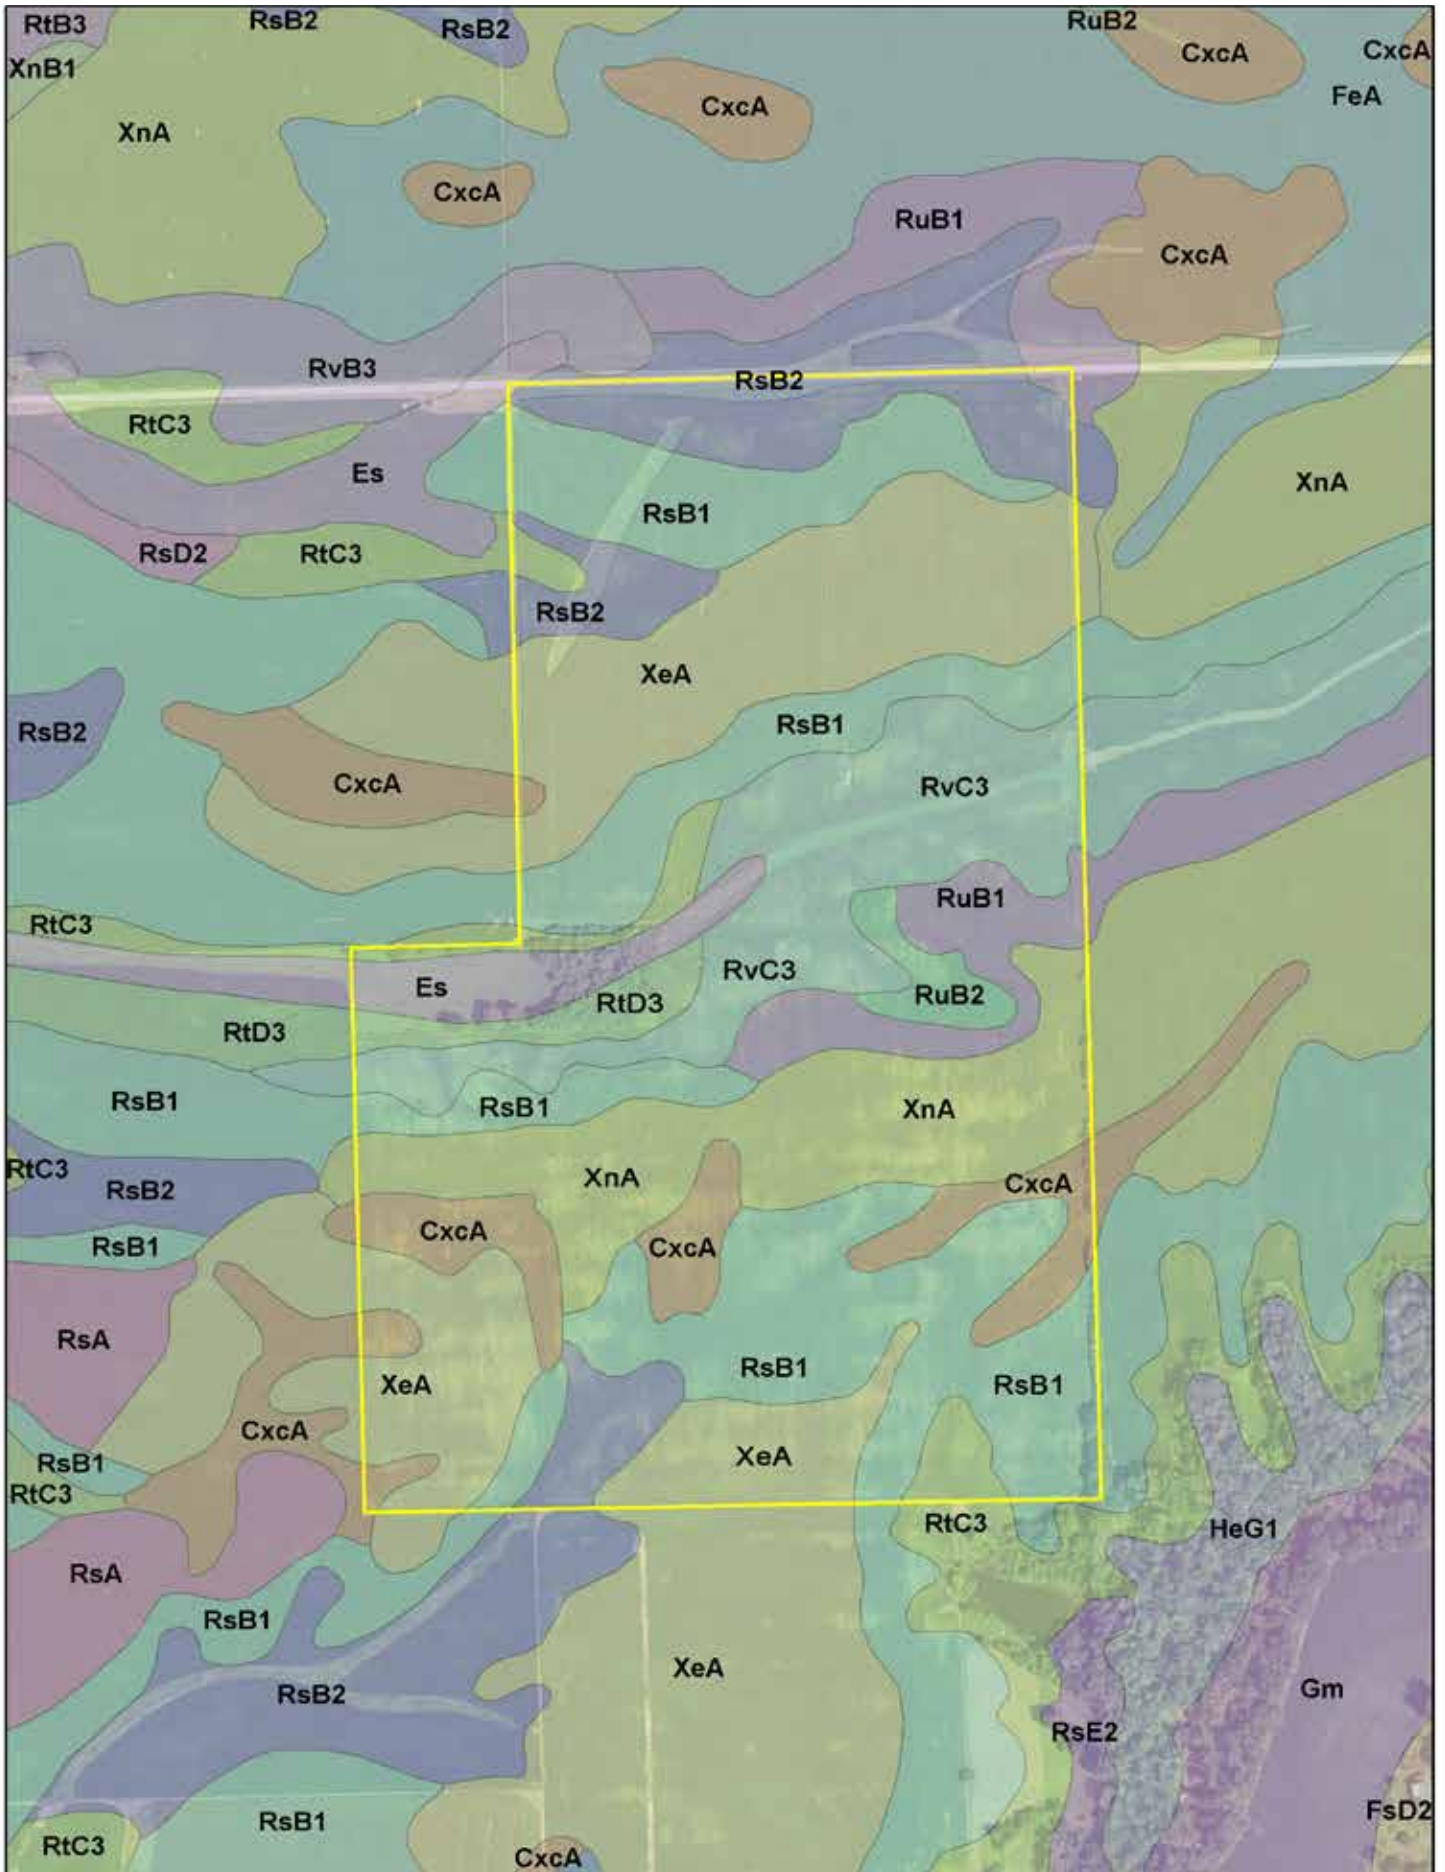 RtB3
RsB2
RsB2
RuB2
CxcA
CxcA
XnB1
FeA
CxcA
XnA
CxcA
RuB1
CxcA
RvB3
RsB2
RtC3
Es
XnA
RsB1
RsD2
RtC3
RsB2
XeA
RsB2
RsB1
CxcA
RvC3
RuB1
RtC3
RvC3
Es
RuB2
RtD3
RtD3
RsB1
RsB1
XnA
RtC3
XnA
CxcA
RsB2
CxcA
RsB1
CxcA
RsA
RsB1
XeA
RsB1
CxcA
XeA
RsB1
RtC3
RtC3
HeG1
RsA
RsB1
XeA
RsB2
Gm
RsE2
FsD2
RsB1
RtC3
CxcA